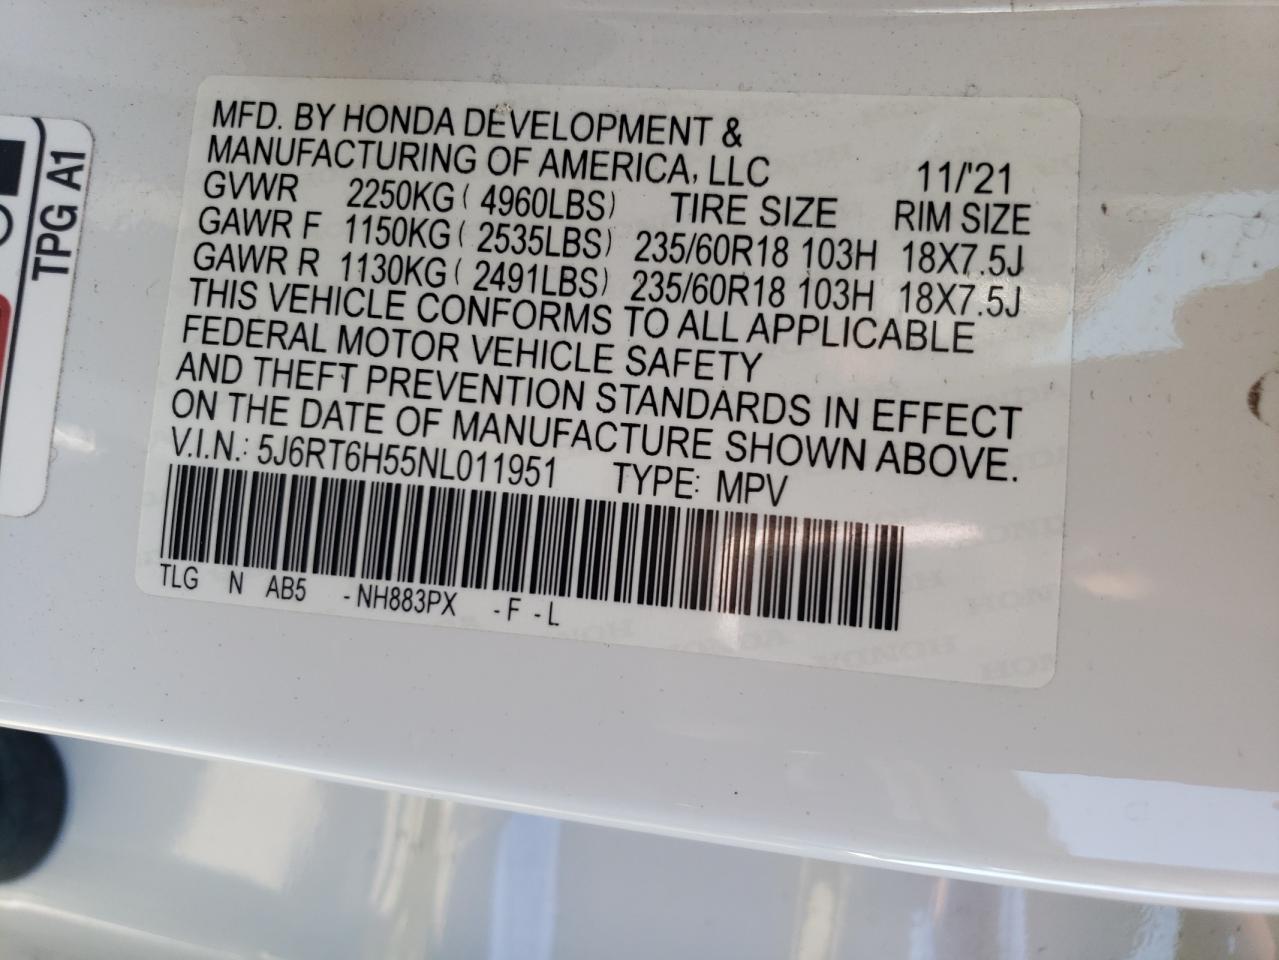 MFD. BY HONDA DEVELOPMENT &
MANUFACTURING OF AMERICA, LLC 11/'21
GVWR 2250KG ( 4960LBS) TIRE SIZE RIM SIZE
GAWR F 1150KG ( 2535LBS) 235/60R18 103H 18X7.5J
GAWR R 1130KG ( 2491LBS) 235/60R18 103H 18X7.5J
THIS VEHICLE CONFORMS TO ALL APPLICABLE
FEDERAL MOTOR VEHICLE SAFETY
AND THEFT PREVENTION STANDARDS IN EFFECT
ON THE DATE OF MANUFACTURE SHOWN ABOVE.
V.I.N.: 5J6RT6H55NL011951 TYPE: MPV
TLG N AB5 -NH883PX -F-L
TPG A1